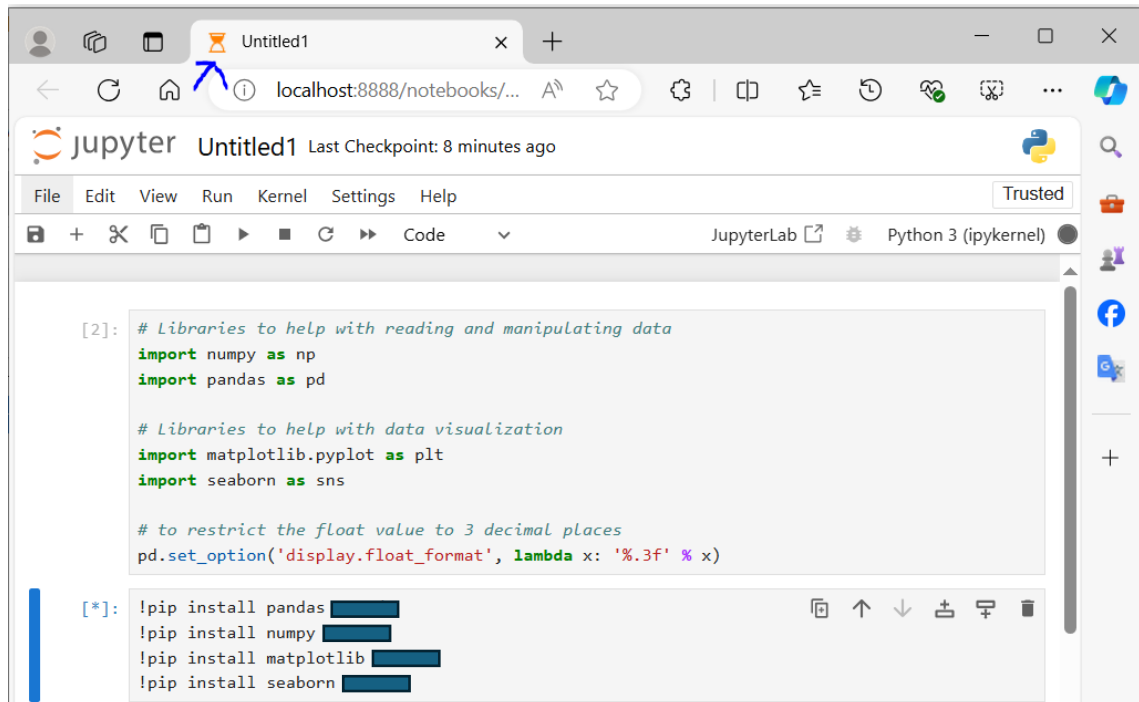 Untitled1
localhost:8888/notebooks/...
jupyter Untitled1 Last Checkpoint: 8 minutes ago
File Edit View Run Kernel Settings Help Trusted
Code JupyterLab Python 3 (ipykernel)
[2]: # Libraries to help with reading and manipulating data
import numpy as np
import pandas as pd
# Libraries to help with data visualization
import matplotlib.pyplot as plt
import seaborn as sns
# to restrict the float value to 3 decimal places
pd.set_option('display.float_format', lambda x: '%.3f' % x)
[*]: !pip install pandas
!pip install numpy
!pip install matplotlib
!pip install seaborn